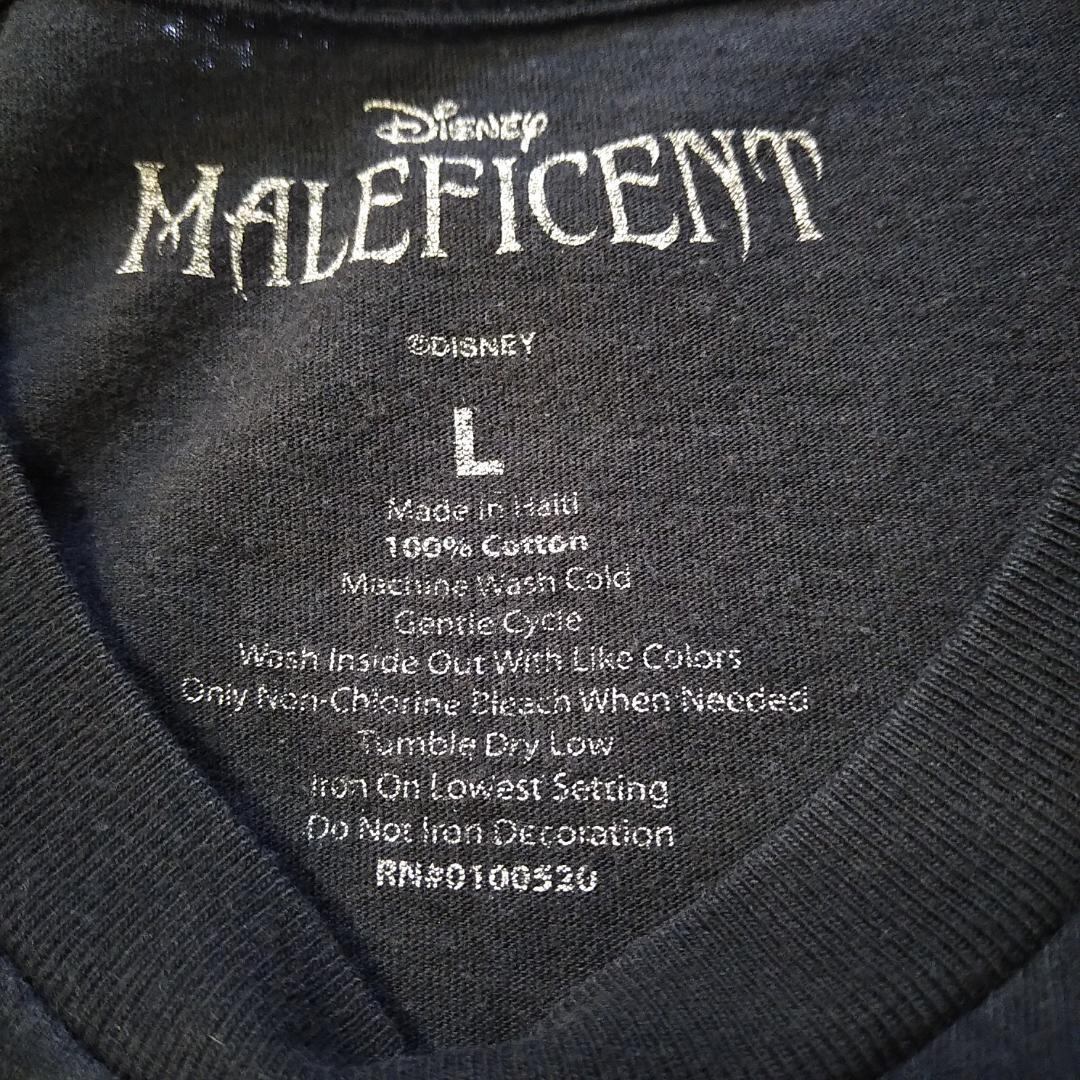 Disney
MALEFICENT
©DISNEY
L
Made in Haiti
100% Cotton
Machine Wash Cold
Gentle Cycle
Wash Inside Out With Like Colors
Only Non-Chlorine Bleach When Needed
Tumble Dry Low
Iron On Lowest Setting
Do Not Iron Decoration
RN#0100520